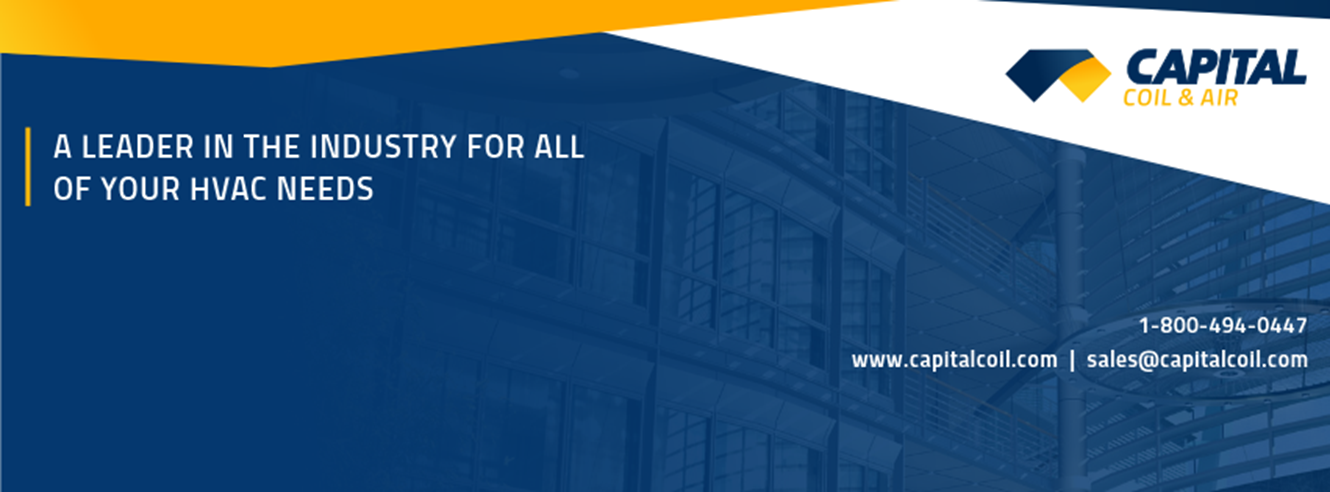 CAPITAL
COIL & AIR
A LEADER IN THE INDUSTRY FOR ALL
OF YOUR HVAC NEEDS
1-800-494-0447
www.capitalcoil.com | sales@capitalcoil.com